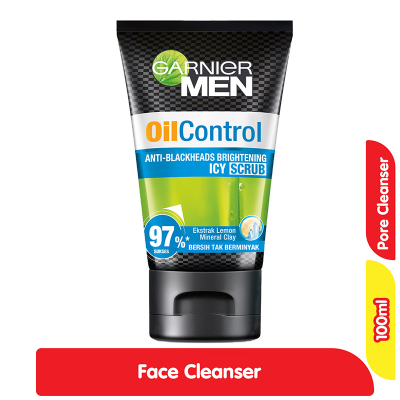 GARNIER
MEN
OilControl
ANTI-BLACKHEADS BRIGHTENING
ICY SCRUB
97%*
Ekstrak Lemon
Mineral Clay
BERSIH TAK BERMINYAK
Pore Cleanser
100ml
Face Cleanser